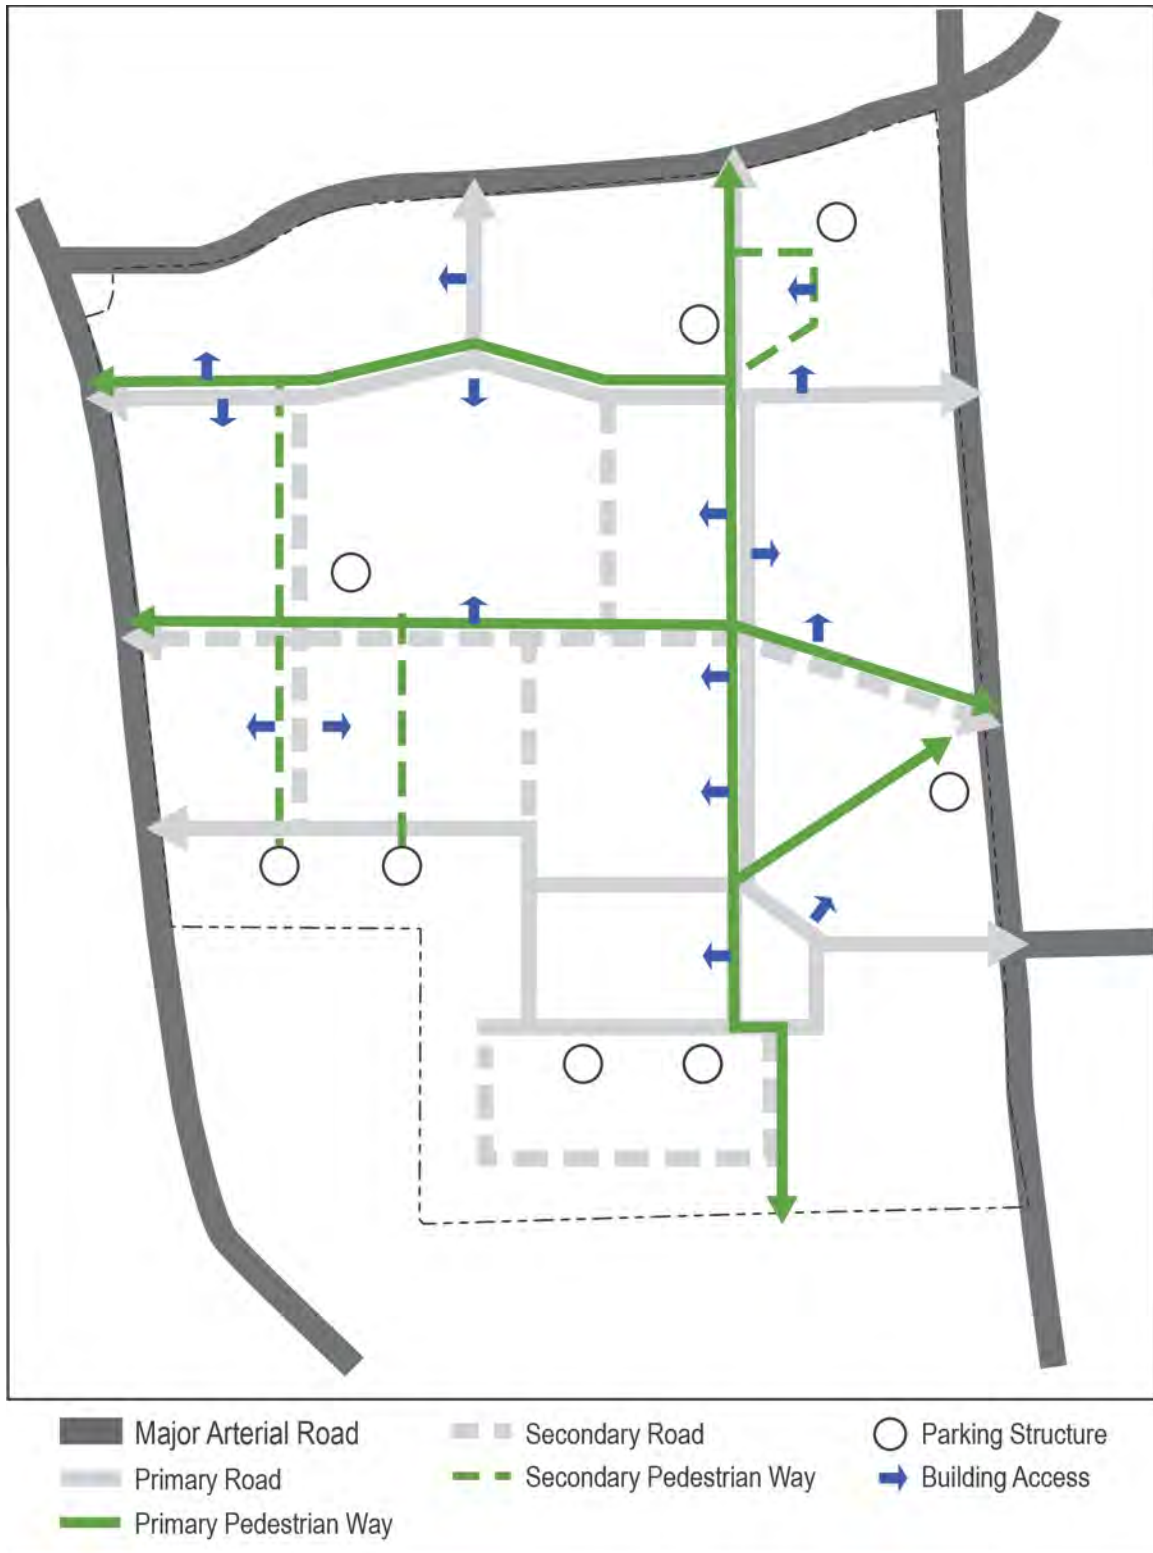 Major Arterial Road
Primary Road
Primary Pedestrian Way
Secondary Road
Secondary Pedestrian Way
Parking Structure
Building Access